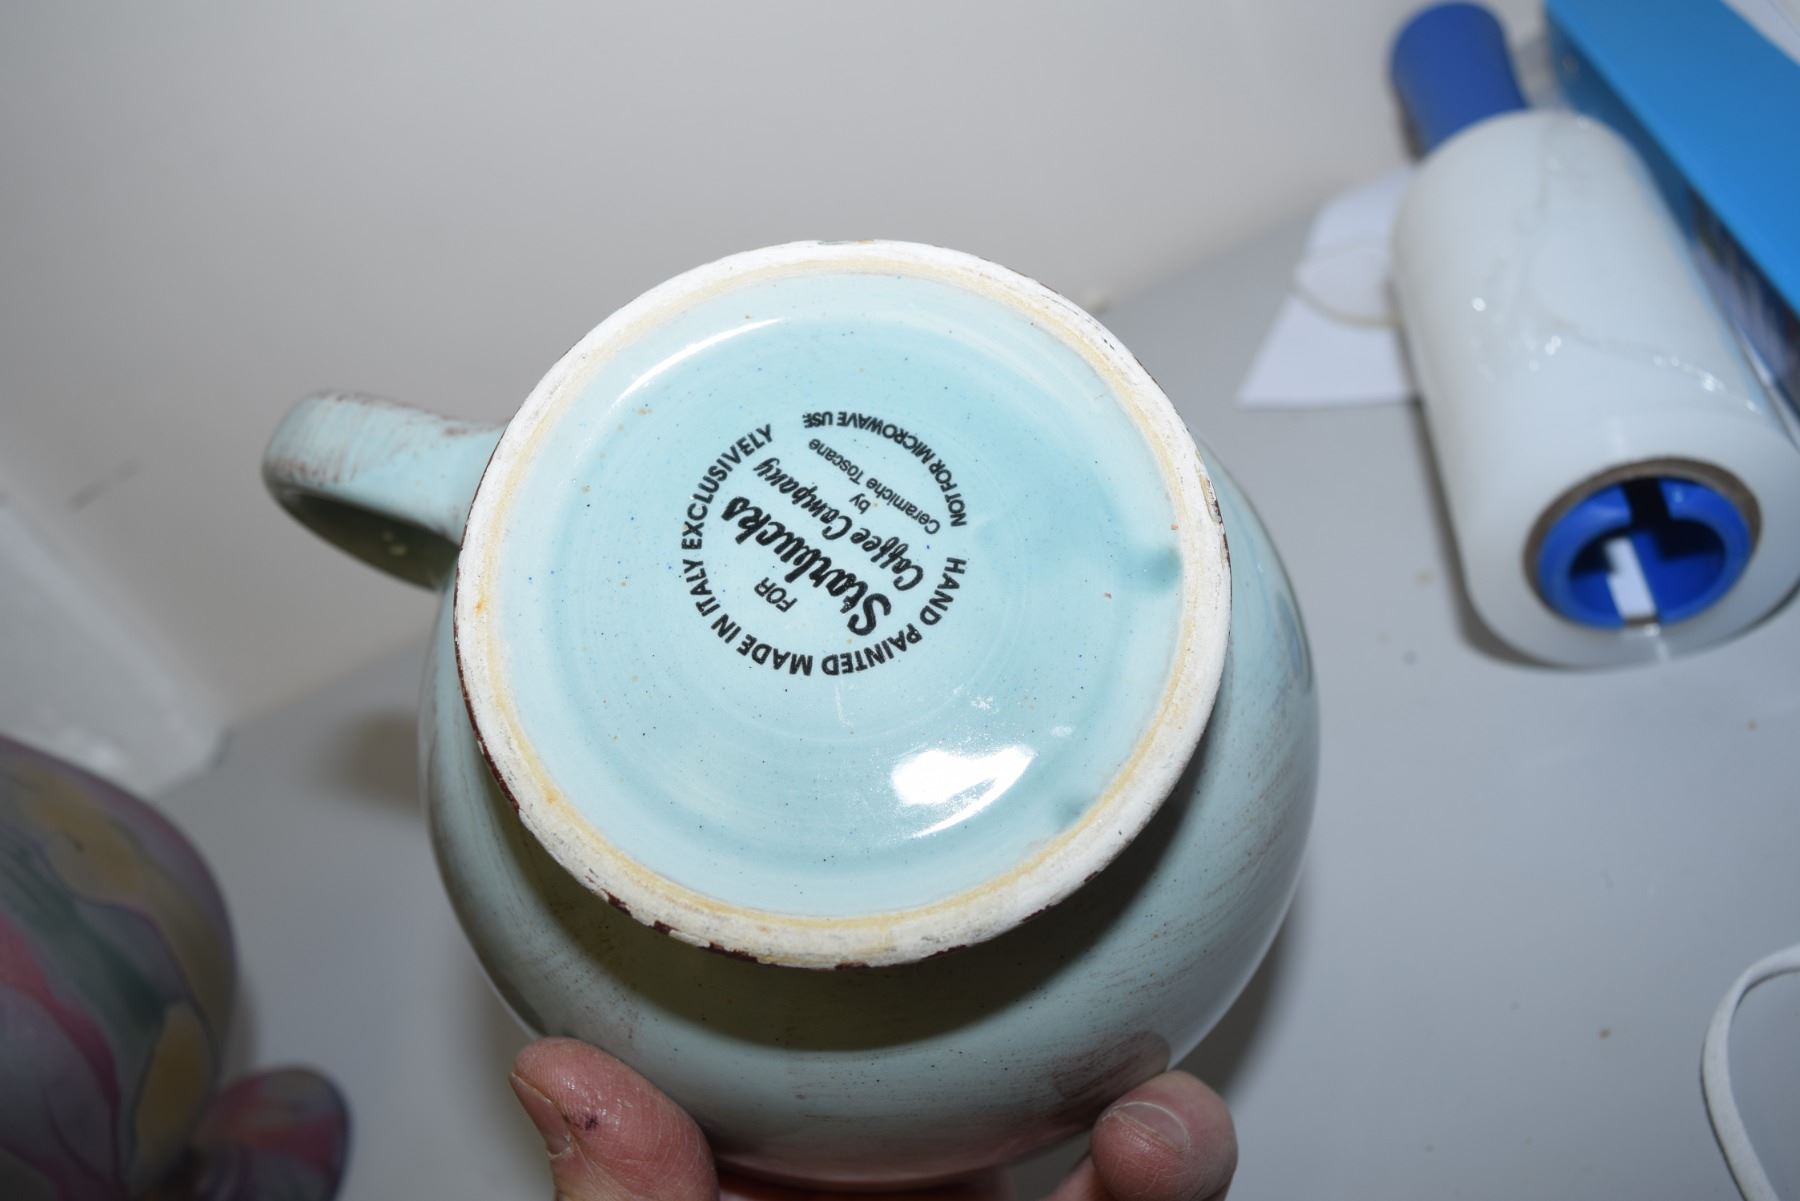 HAND PAINTED MADE IN ITALY EXCLUSIVELY
FOR
Starbucks
Coffee Company
by
Ceramiche Toscane
NOT FOR MICROWAVE USE